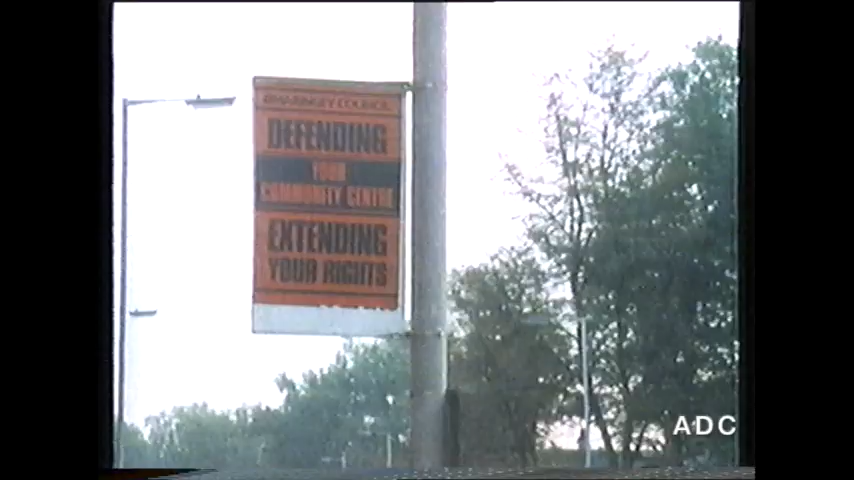 HARINGEY COUNCIL
DEFENDING
YOUR
COMMUNITY CENTRE
EXTENDING
YOUR RIGHTS
ADC